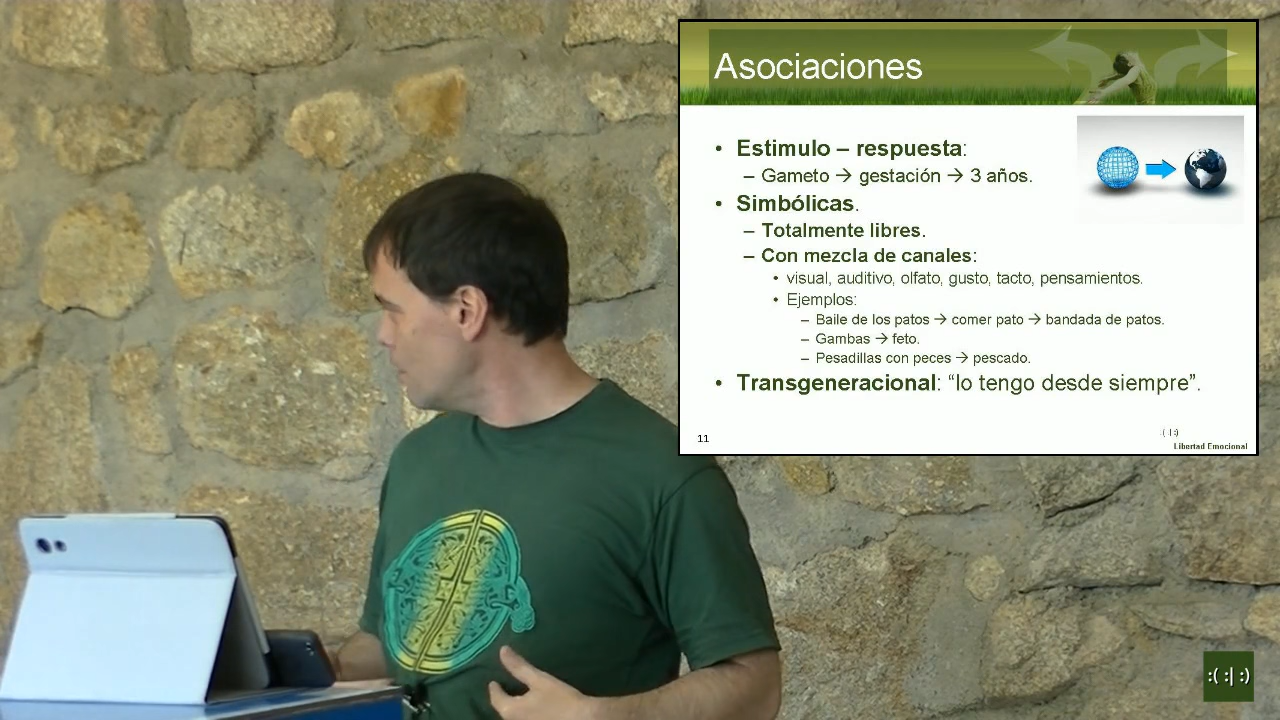 Asociaciones
• Estimulo – respuesta:
– Gameto → gestación → 3 años.
• Simbólicas.
– Totalmente libres.
– Con mezcla de canales:
• visual, auditivo, olfato, gusto, tacto, pensamientos.
• Ejemplos:
– Baile de los patos → comer pato → bandada de patos.
– Gambas → feto.
– Pesadillas con peces → pescado.
• Transgeneracional: “lo tengo desde siempre”.
11
:( :| :)
Libertad Emocional
:( :| :)